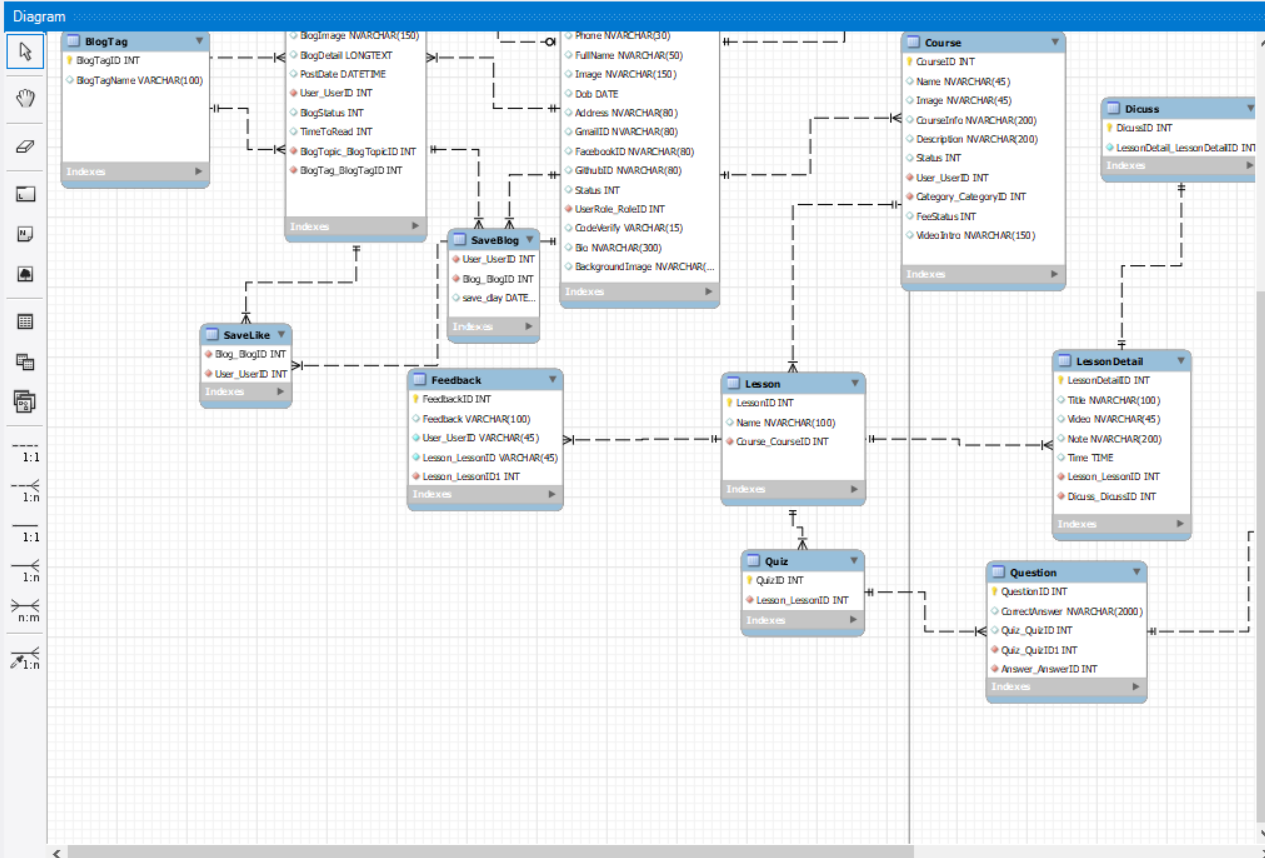 Diagram
BlogTag
BlogTagID INT
BlogTagName VARCHAR(100)
Indexes
BlogImage NVARCHAR(150)
BlogDetail LONGTEXT
PostDate DATETIME
User_UserID INT
BlogStatus INT
TimeToRead INT
BlogTopic_BlogTopicID INT
BlogTag_BlogTagID INT
Indexes
Phone NVARCHAR(30)
FullName NVARCHAR(50)
Image NVARCHAR(150)
Dob DATE
Address NVARCHAR(80)
GmailID NVARCHAR(80)
FacebookID NVARCHAR(80)
GithubID NVARCHAR(80)
Status INT
UserRole_RoleID INT
CodeVerify VARCHAR(15)
Bio NVARCHAR(300)
BackgroundImage NVARCHAR(...
Indexes
Course
CourseID INT
Name NVARCHAR(45)
Image NVARCHAR(45)
CourseInfo NVARCHAR(200)
Description NVARCHAR(200)
Status INT
User_UserID INT
Category_CategoryID INT
FeeStatus INT
VideoIntro NVARCHAR(150)
Indexes
Dicuss
DicussID INT
LessonDetail_LessonDetailID INT
Indexes
SaveBlog
User_UserID INT
Blog_BlogID INT
save_day DATE...
Indexes
SaveLike
Blog_BlogID INT
User_UserID INT
Indexes
Feedback
FeedbackID INT
Feedback VARCHAR(100)
User_UserID VARCHAR(45)
Lesson_LessonID VARCHAR(45)
Lesson_LessonID1 INT
Indexes
Lesson
LessonID INT
Name NVARCHAR(100)
Course_CourseID INT
Indexes
LessonDetail
LessonDetailID INT
Title NVARCHAR(100)
Video NVARCHAR(45)
Note NVARCHAR(200)
Time TIME
Lesson_LessonID INT
Dicuss_DicussID INT
Indexes
Quiz
QuizID INT
Lesson_LessonID INT
Indexes
Question
QuestionID INT
CorrectAnswer NVARCHAR(2000)
Quiz_QuizID INT
Quiz_QuizID1 INT
Answer_AnswerID INT
Indexes
1:1
1:n
1:1
1:n
n:m
1:n